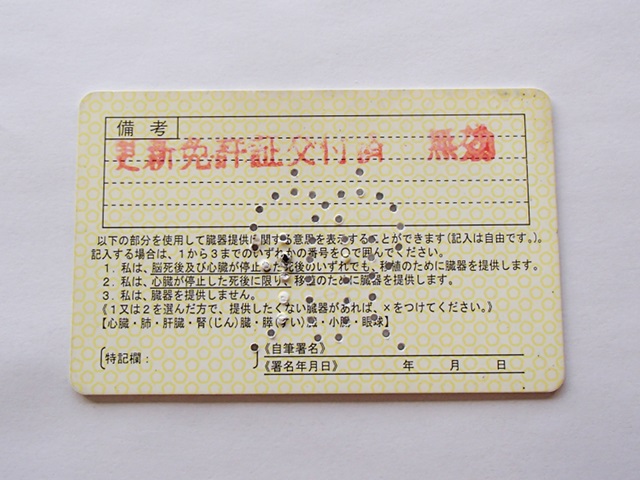 備考
更新免許証交付済 無効
以下の部分を使用して臓器提供に関する意思を表示することができます(記入は自由です。)。
記入する場合は、1から3までのいずれかの番号を○で囲んでください。
1. 私は、脳死後及び心臓が停止した死後のいずれでも、移植のために臓器を提供します。
2. 私は、心臓が停止した死後に限り、移植のために臓器を提供します。
3. 私は、臓器を提供しません。
《1又は2を選んだ方で、提供したくない臓器があれば、×をつけてください。》
【心臓・肺・肝臓・腎(じん)臓・膵(すい)臓・小腸・眼球】
〔特記欄: 〕
《自筆署名》
《署名年月日》 年 月 日